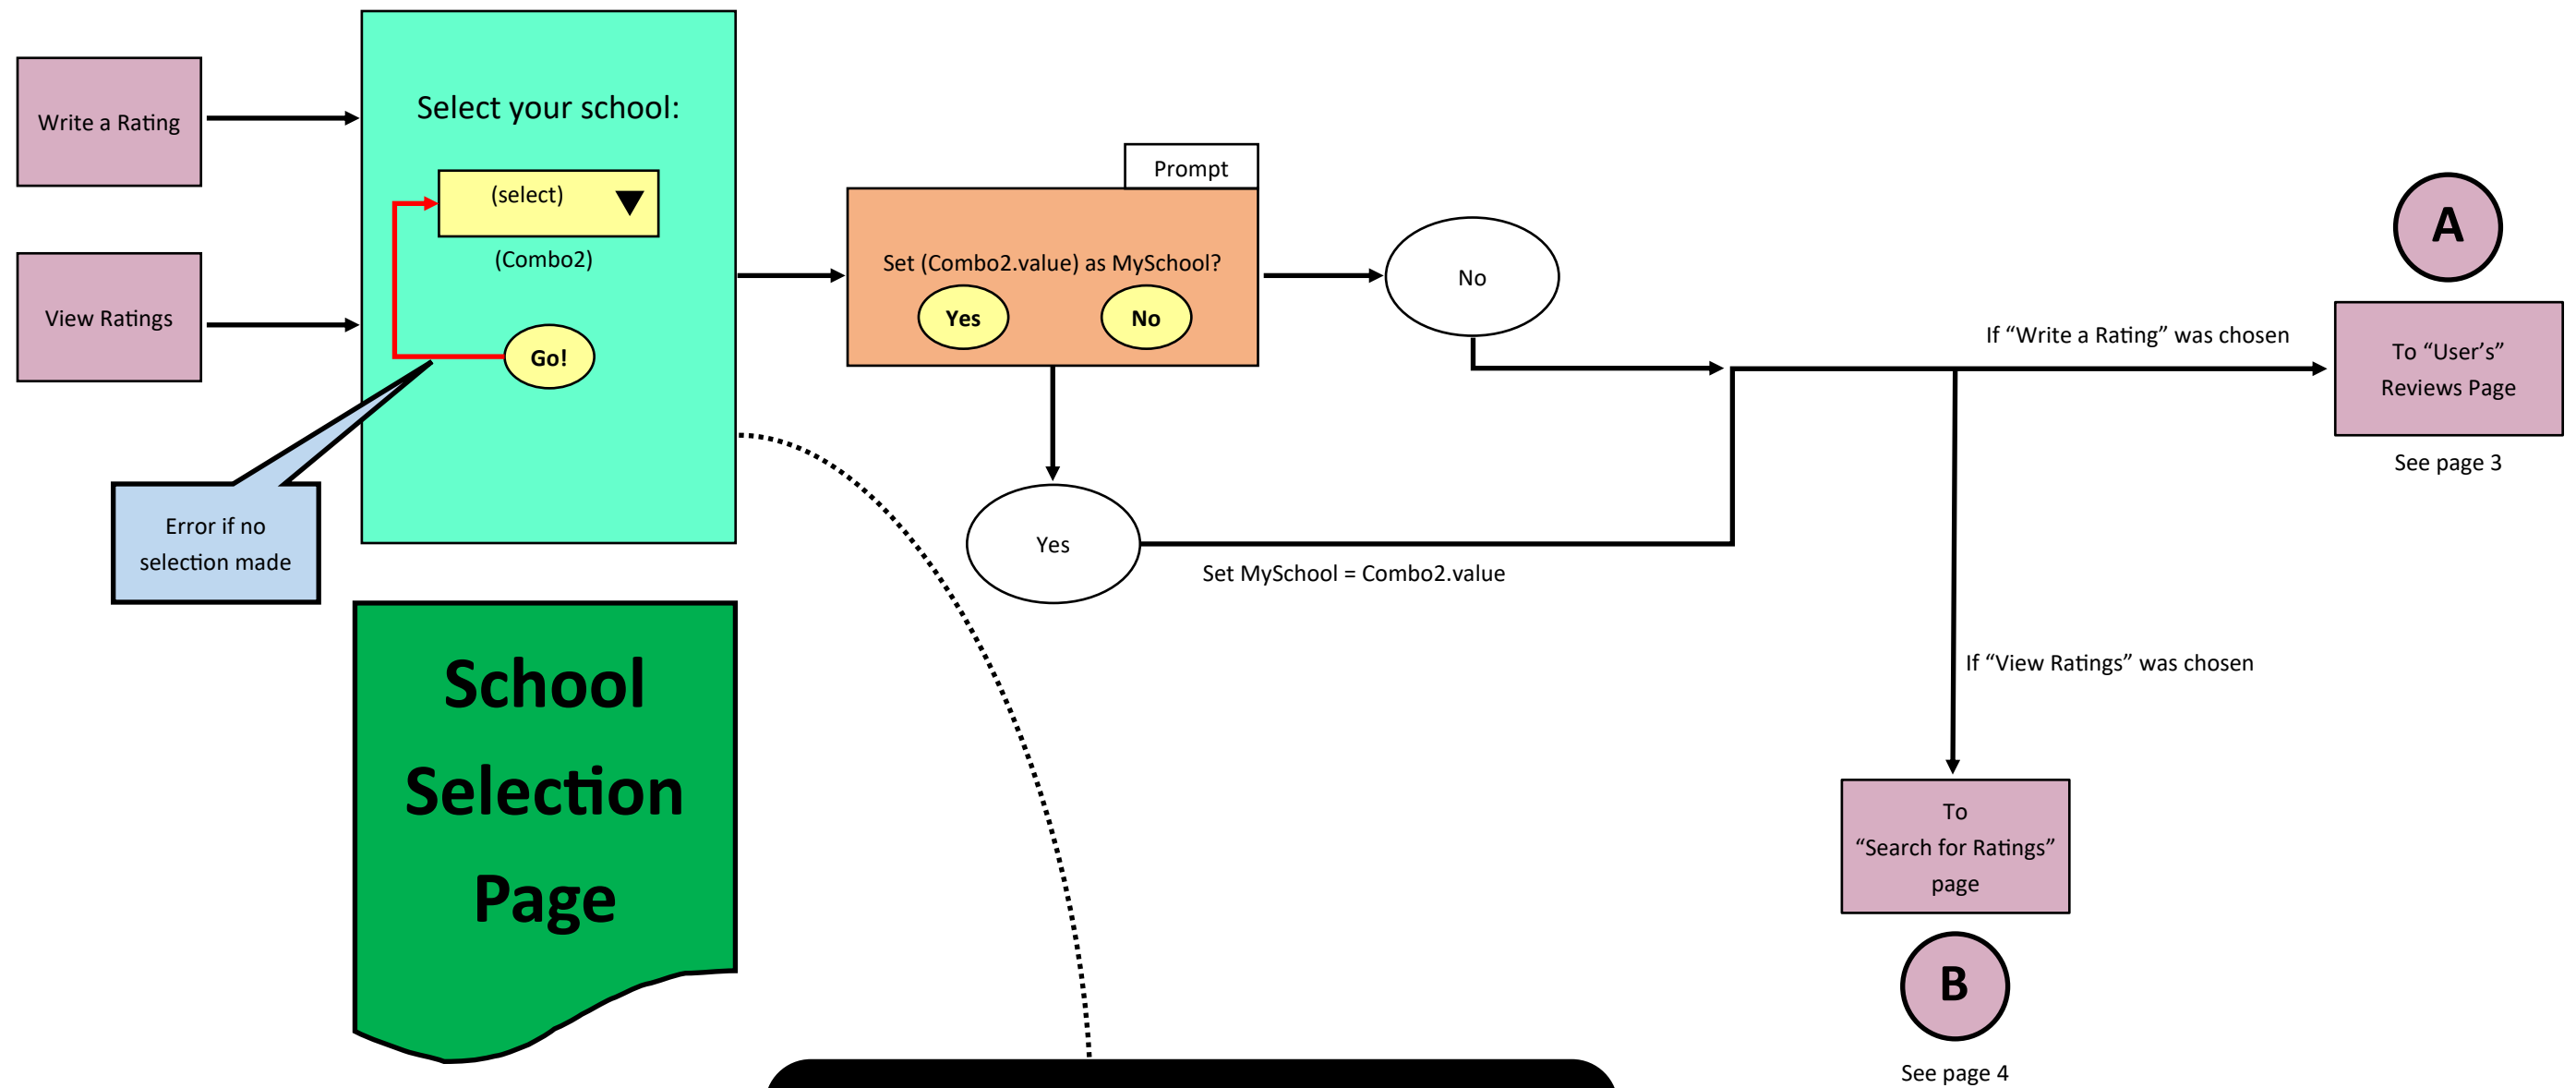 Write a Rating
View Ratings
Select your school:
(select)
(Combo2)
Go!
Error if no
selection made
School
Selection
Page
Prompt
Set (Combo2.value) as MySchool?
Yes
No
No
Yes
Set MySchool = Combo2.value
If “Write a Rating” was chosen
A
To “User's”
Reviews Page
See page 3
If “View Ratings” was chosen
To
“Search for Ratings”
page
B
See page 4